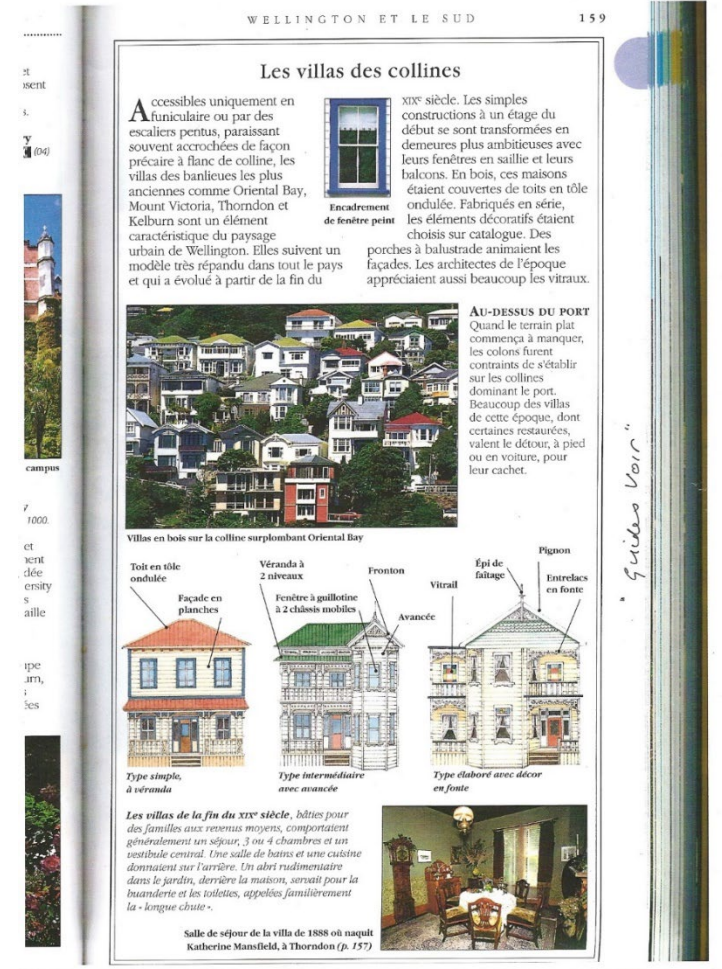 WELLINGTON ET LE SUD 159
Les villas des collines
Accessibles uniquement en
funiculaire ou par des
escaliers pentus, paraissant
souvent accrochées de façon
précaire à flanc de colline, les
villas des banlieues les plus
anciennes comme Oriental Bay,
Mount Victoria, Thorndon et
Kelburn sont un élément
caractéristique du paysage
urbain de Wellington. Elles suivent un
modèle très répandu dans tout le pays
et qui a évolué à partir de la fin du
Encadrement
de fenêtre peint
XIXe siècle. Les simples
constructions à un étage du
début se sont transformées en
demeures plus ambitieuses avec
leurs fenêtres en saillie et leurs
balcons. En bois, ces maisons
étaient couvertes de toits en tôle
ondulée. Fabriqués en série,
les éléments décoratifs étaient
choisis sur catalogue. Des
porches à balustrade animaient les
façades. Les architectes de l'époque
appréciaient aussi beaucoup les vitraux.
AU-DESSUS DU PORT
Quand le terrain plat
commença à manquer,
les colons furent
contraints de s'établir
sur les collines
dominant le port.
Beaucoup des villas
de cette époque, dont
certaines restaurées,
valent le détour, à pied
ou en voiture, pour
leur cachet.
Villas en bois sur la colline surplombant Oriental Bay
Toit en tôle
ondulée
Façade en
planches
Type simple,
à véranda
Véranda à
2 niveaux
Fenêtre à guillotine
à 2 châssis mobiles
Fronton
Avancée
Type intermédiaire
avec avancée
Vitrail
Épi de
faîtage
Pignon
Entrelacs
en fonte
Type élaboré avec décor
en fonte
Les villas de la fin du XIXe siècle, bâties pour
des familles aux revenus moyens, comportaient
généralement un séjour, 3 ou 4 chambres et un
vestibule central. Une salle de bains et une cuisine
donnaient sur l'arrière. Un abri rudimentaire
dans le jardin, derrière la maison, servait pour la
buanderie et les toilettes, appelées familièrement
la « longue chute ».
Salle de séjour de la villa de 1888 où naquit
Katherine Mansfield, à Thorndon (p. 157)
"Guides Voir"
campus
1000.
(04)